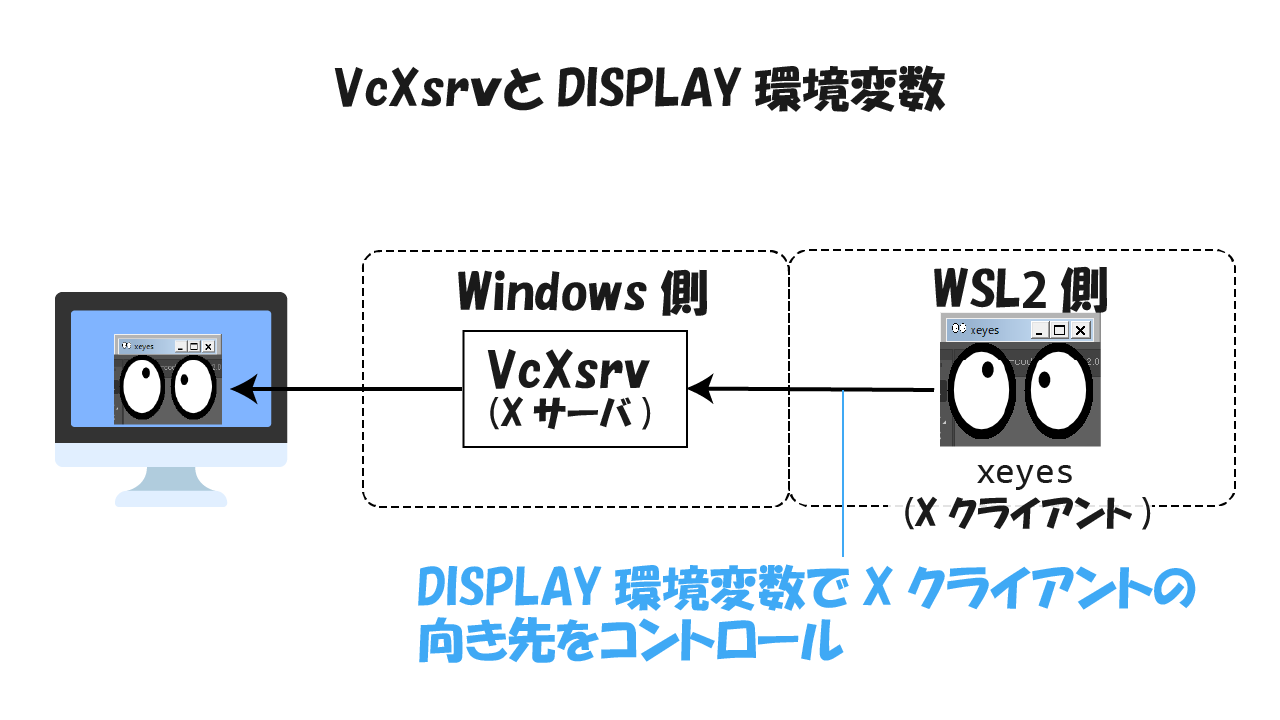 VcXsrvと DISPLAY 環境変数
Windows 側
WSL2 側
xeyes
xeyes
VcXsrv
(X サーバ)
xeyes
(X クライアント)
DISPLAY 環境変数で X クライアントの
向き先をコントロール